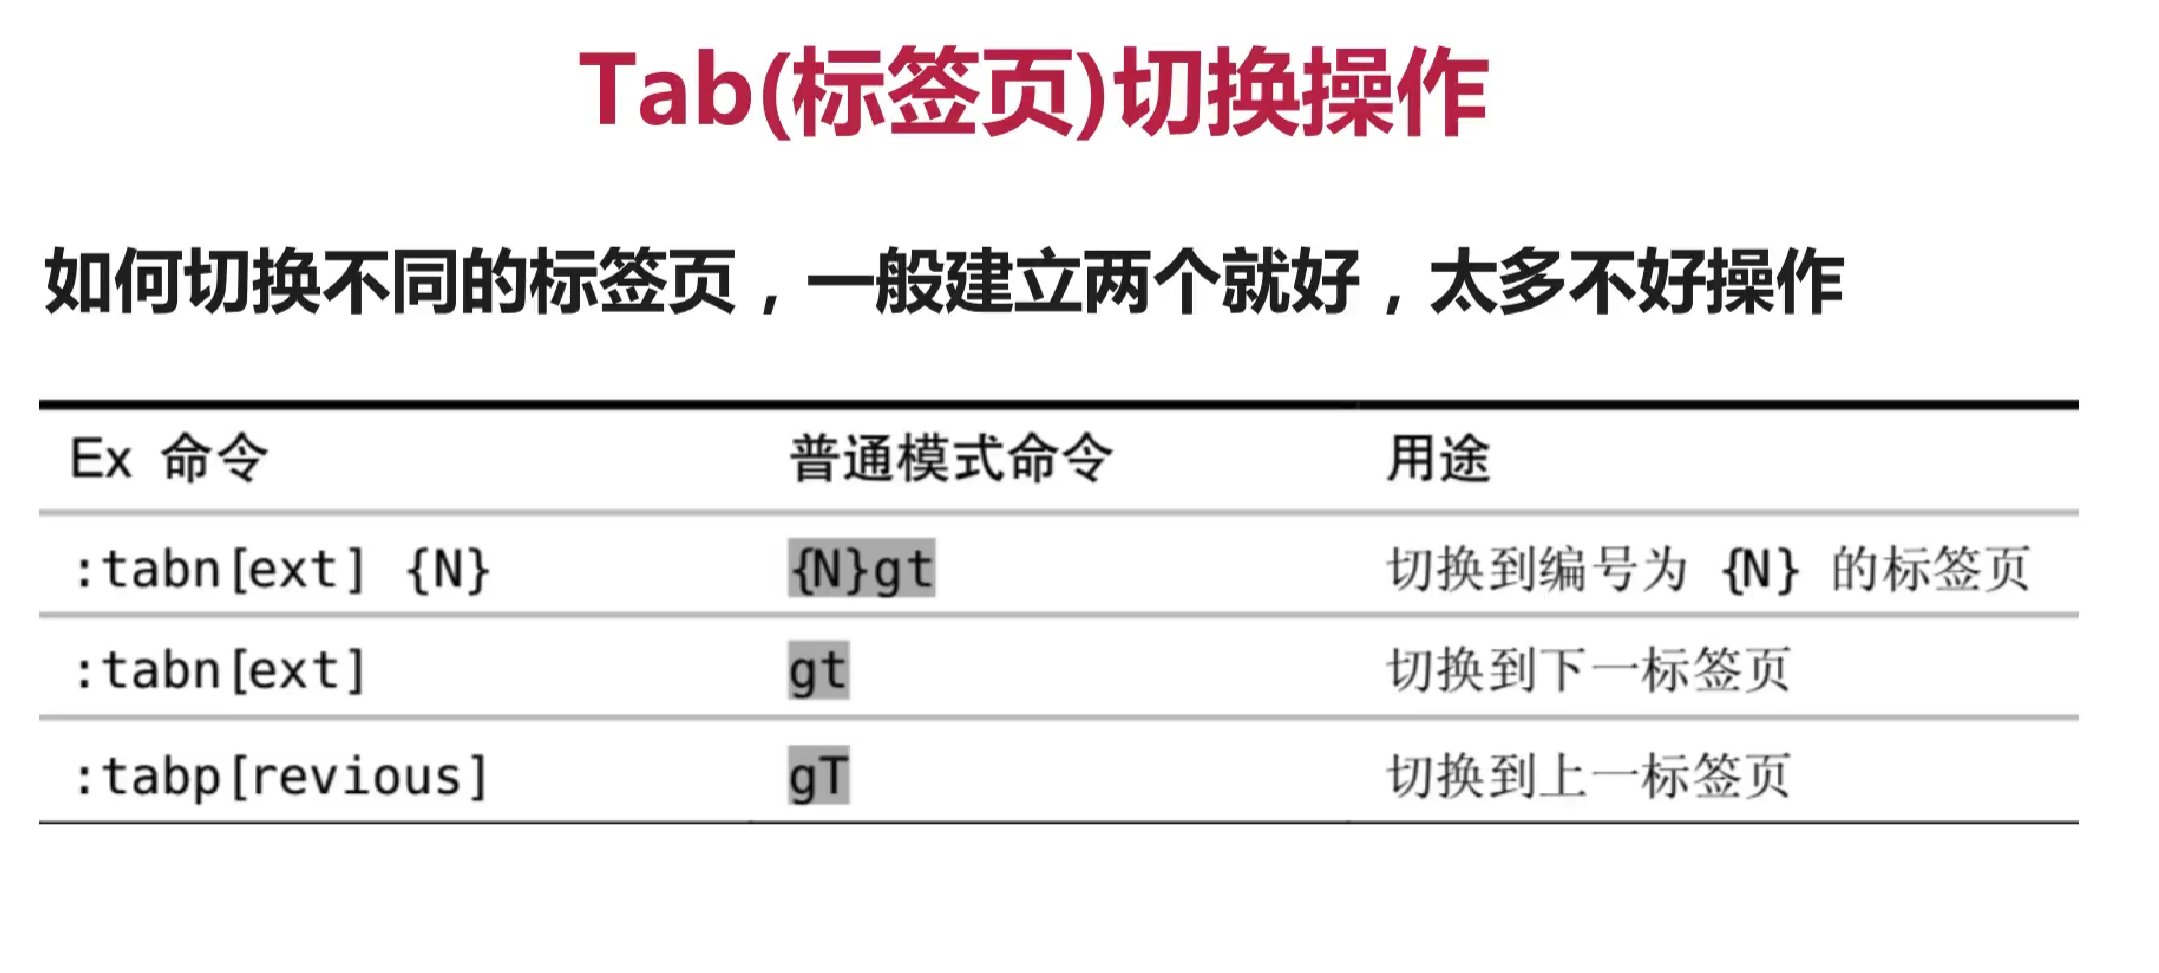 Tab(标签页)切换操作
如何切换不同的标签页，一般建立两个就好，太多不好操作
Ex 命令 普通模式命令 用途
:tabn[ext] {N} {N}gt 切换到编号为 {N} 的标签页
:tabn[ext] gt 切换到下一标签页
:tabp[revious] gT 切换到上一标签页